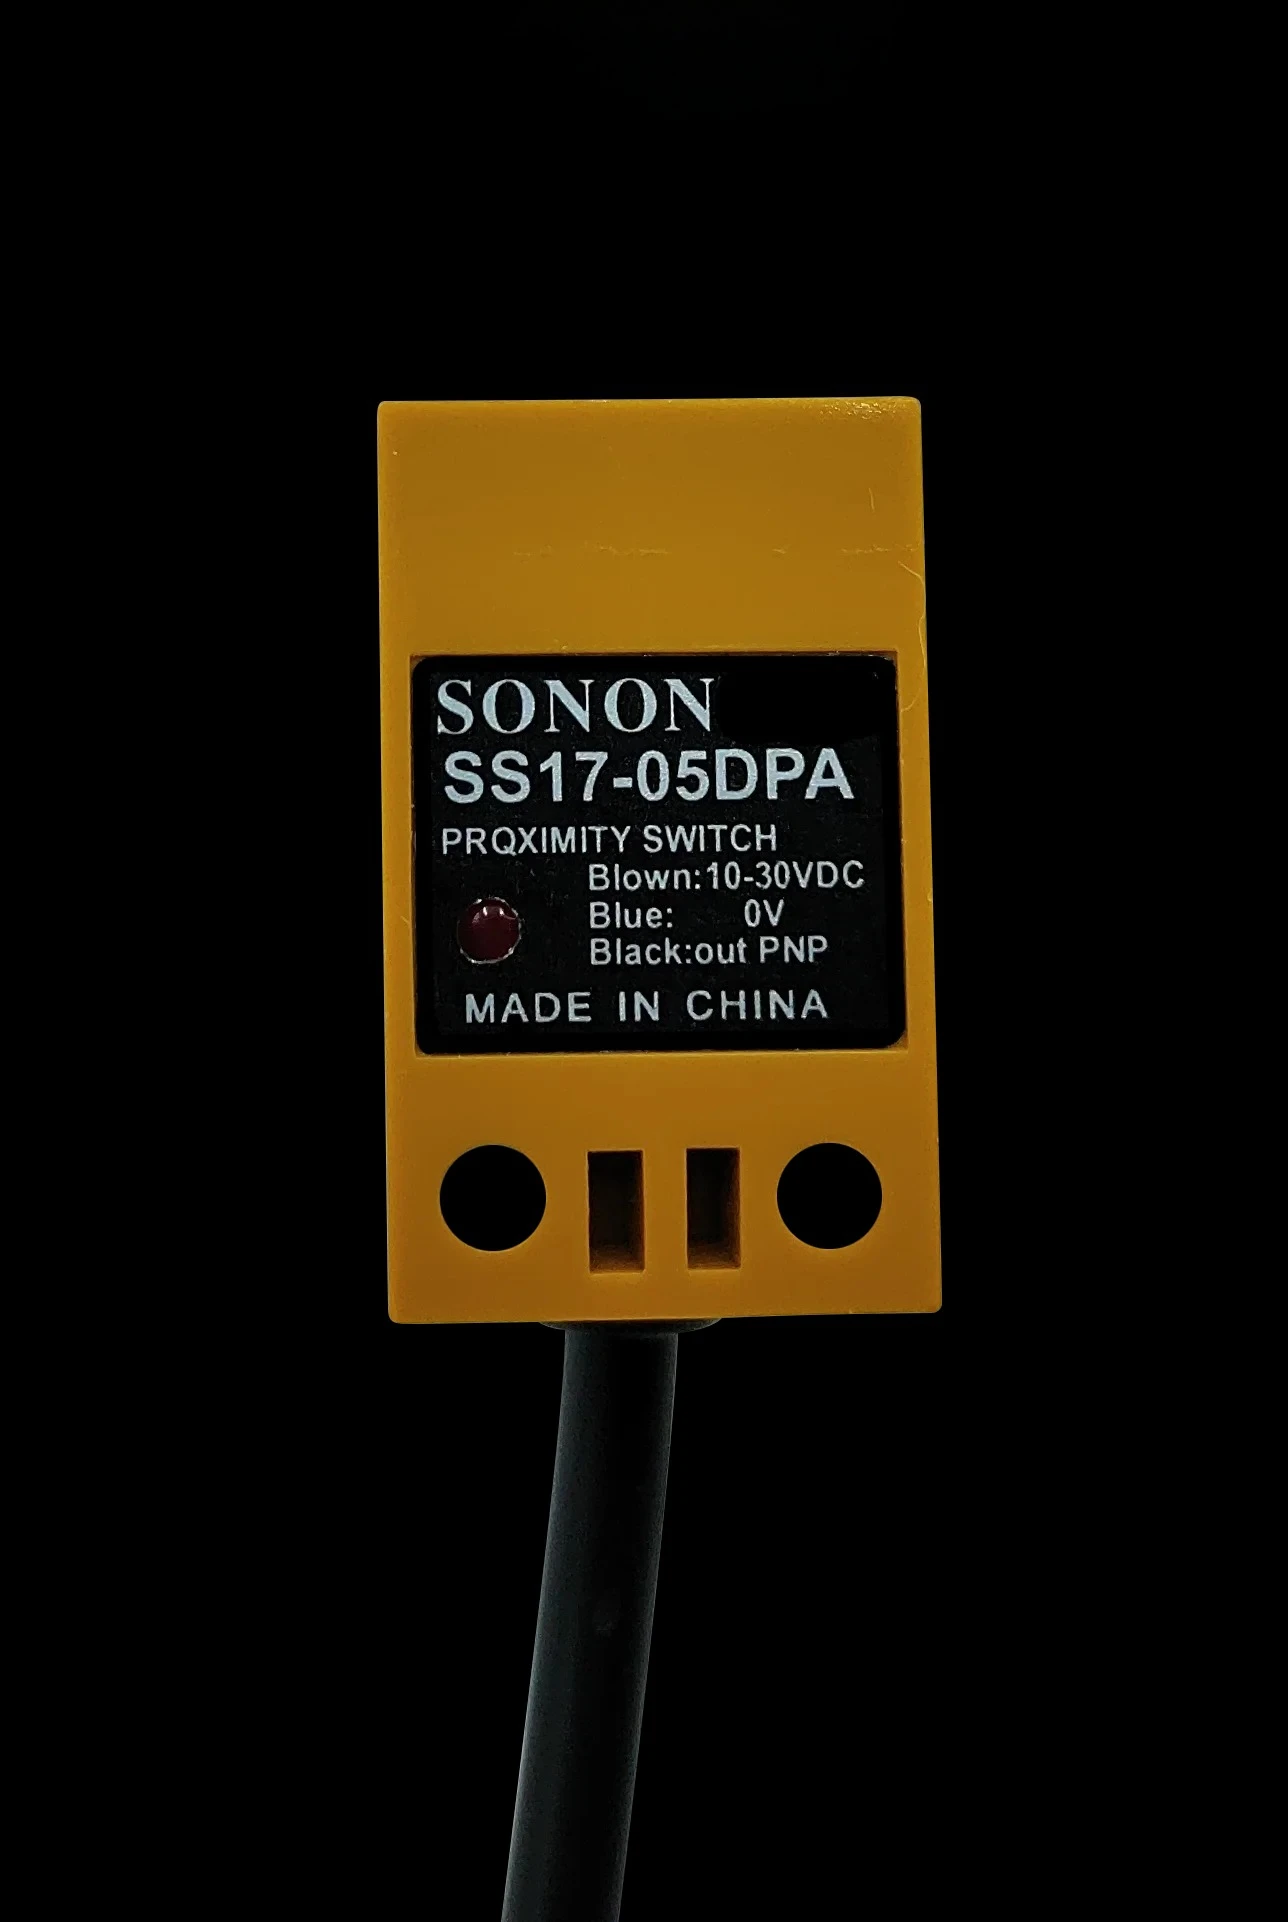 SONON
SS17-05DPA
PRQXIMITY SWITCH
Blown:10-30VDC
Blue: 0V
Black:out PNP
MADE IN CHINA